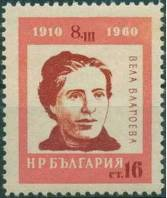 1910 8.III 1960
ВЕЛА БЛАГОЕВА
НР БЪЛГАРИЯ
СТ. 16